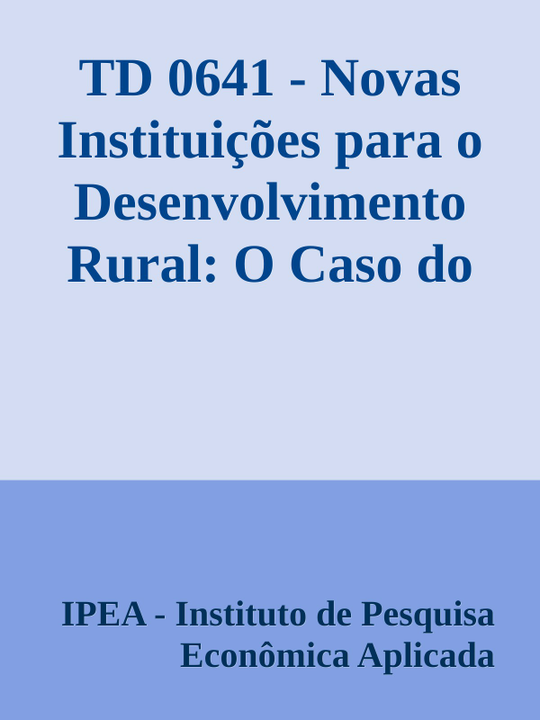 TD 0641 - Novas
Instituições para o
Desenvolvimento
Rural: O Caso do
IPEA - Instituto de Pesquisa
Econômica Aplicada